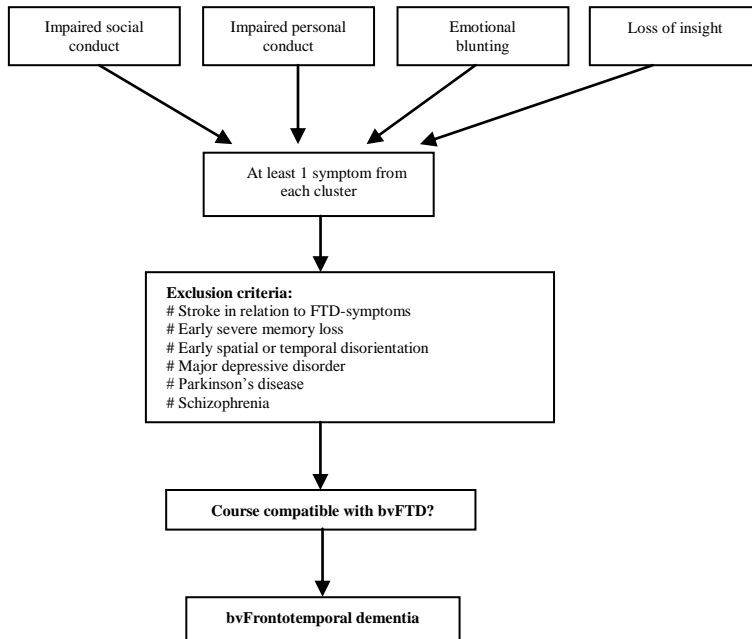 Impaired social
conduct
Impaired personal
conduct
Emotional
blunting
Loss of insight
At least 1 symptom from
each cluster
Exclusion criteria:
# Stroke in relation to FTD-symptoms
# Early severe memory loss
# Early spatial or temporal disorientation
# Major depressive disorder
# Parkinson’s disease
# Schizophrenia
Course compatible with bvFTD?
bvFrontotemporal dementia